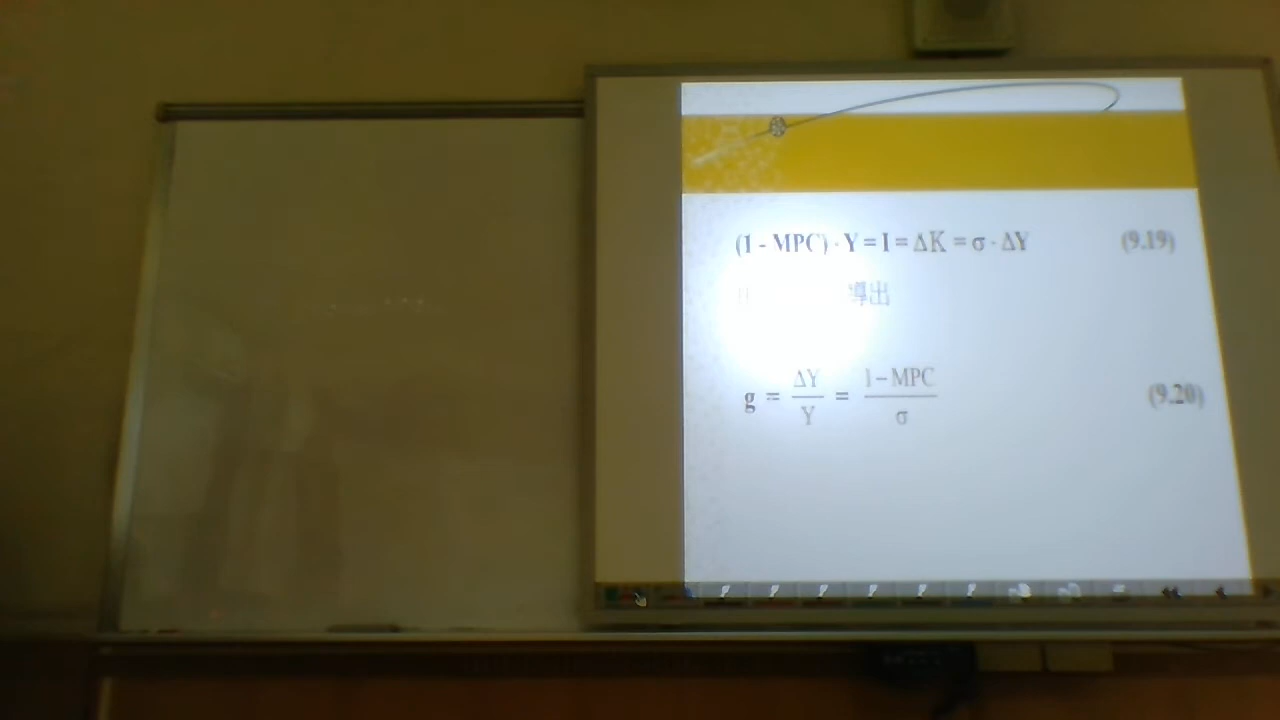 (1 - MPC) · Y = I = ΔK = σ · ΔY (9.19)
導出
g = ΔY/Y = 1 - MPC/σ (9.20)